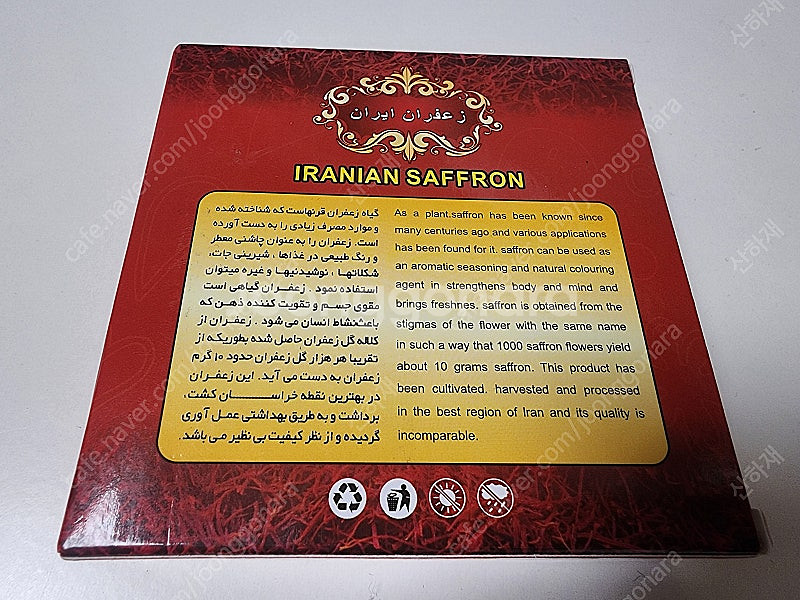 زعفران ایران
IRANIAN SAFFRON
گیاه زعفران قرنهاست که شناخته شده
و موارد مصرف زیادی را به دست آورده
است. زعفران را به عنوان چاشنی معطر
و رنگ طبیعی در غذاها ، شیرینی جات،
شکلاتها ، نوشیدنیها و غیره میتوان
استفاده نمود . زعفران گیاهی است
مقوی جسم و تقویت کننده ذهن که
باعث نشاط انسان می شود . زعفران از
کلاله گل زعفران حاصل شده بطوریکه از
تقریبا هر هزار گل زعفران حدود ۱۰ گرم
زعفران به دست می آید. این زعفران
در بهترین نقطه خراسان کشت،
برداشت و به طریق بهداشتی عمل آوری
گردیده و از نظر کیفیت بی نظیر می باشد.
As a plant.saffron has been known since
many centuries ago and various applications
has been found for it. saffron can be used as
an aromatic seasoning and natural colouring
agent in strengthens body and mind and
brings freshnes. saffron is obtained from the
stigmas of the flower with the same name
in such a way that 1000 saffron flowers yield
about 10 grams saffron. This product has
been cultivated. harvested and processed
in the best region of Iran and its quality is
incomparable.
cafe.naver.com/joonggonara
산하재
joonggonara